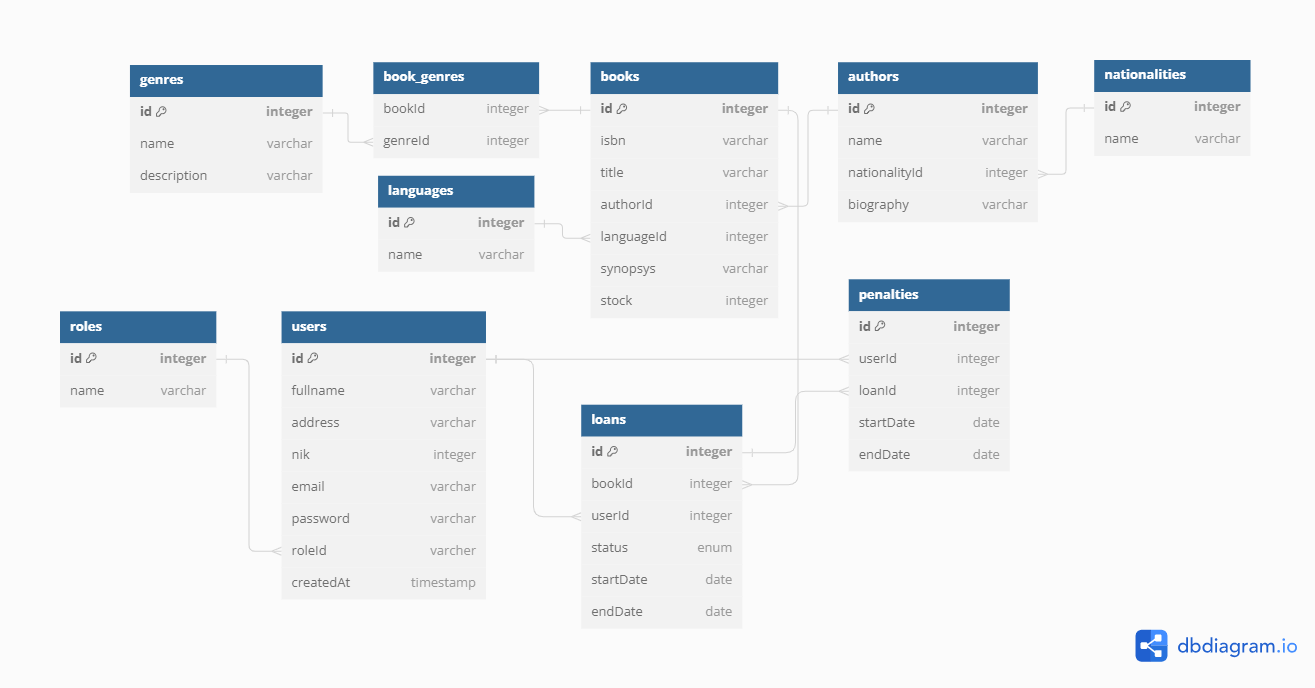 genres
id integer
name varchar
description varchar
book_genres
bookId integer
genreId integer
books
id integer
isbn varchar
title varchar
authorId integer
languageId integer
synopsys varchar
stock integer
authors
id integer
name varchar
nationalityId integer
biography varchar
nationalities
id integer
name varchar
languages
id integer
name varchar
roles
id integer
name varchar
users
id integer
fullname varchar
address varchar
nik integer
email varchar
password varchar
roleId varcher
createdAt timestamp
loans
id integer
bookId integer
userId integer
status enum
startDate date
endDate date
penalties
id integer
userId integer
loanId integer
startDate date
endDate date
dbdiagram.io